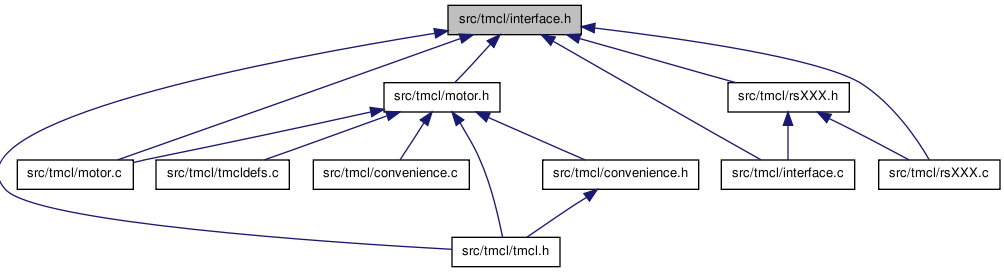 src/tmcl/interface.h
src/tmcl/motor.h
src/tmcl/rsXXX.h
src/tmcl/motor.c
src/tmcl/tmcldefs.c
src/tmcl/convenience.c
src/tmcl/convenience.h
src/tmcl/interface.c
src/tmcl/rsXXX.c
src/tmcl/tmcl.h